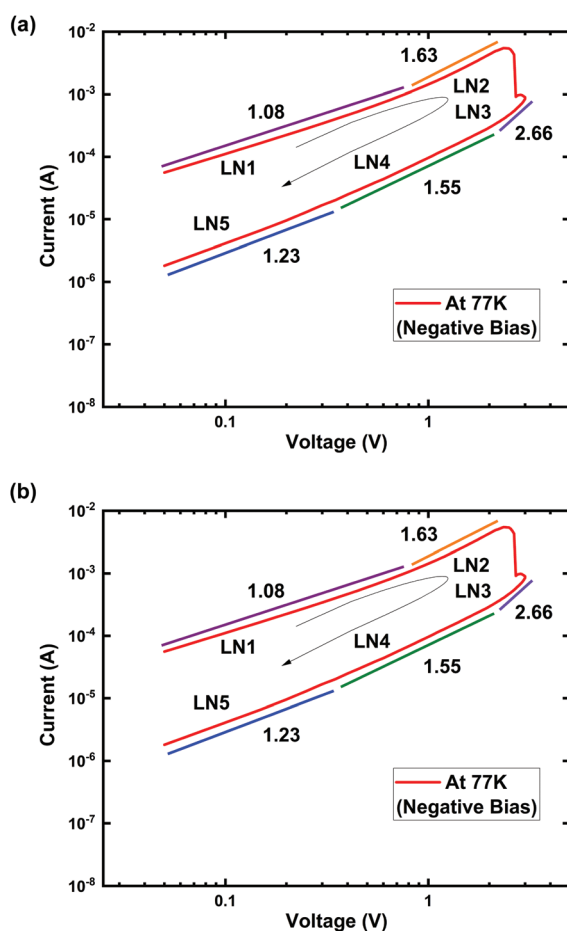 (a)
10⁻²
1.63
LN2
10⁻³
1.08
LN3
2.66
10⁻⁴
LN1
LN4
1.55
10⁻⁵
LN5
1.23
10⁻⁶
At 77K
(Negative Bias)
10⁻⁷
10⁻⁸
0.1
1
Current (A)
Voltage (V)
(b)
10⁻²
1.63
LN2
10⁻³
1.08
LN3
2.66
10⁻⁴
LN1
LN4
1.55
10⁻⁵
LN5
1.23
10⁻⁶
At 77K
(Negative Bias)
10⁻⁷
10⁻⁸
0.1
1
Current (A)
Voltage (V)